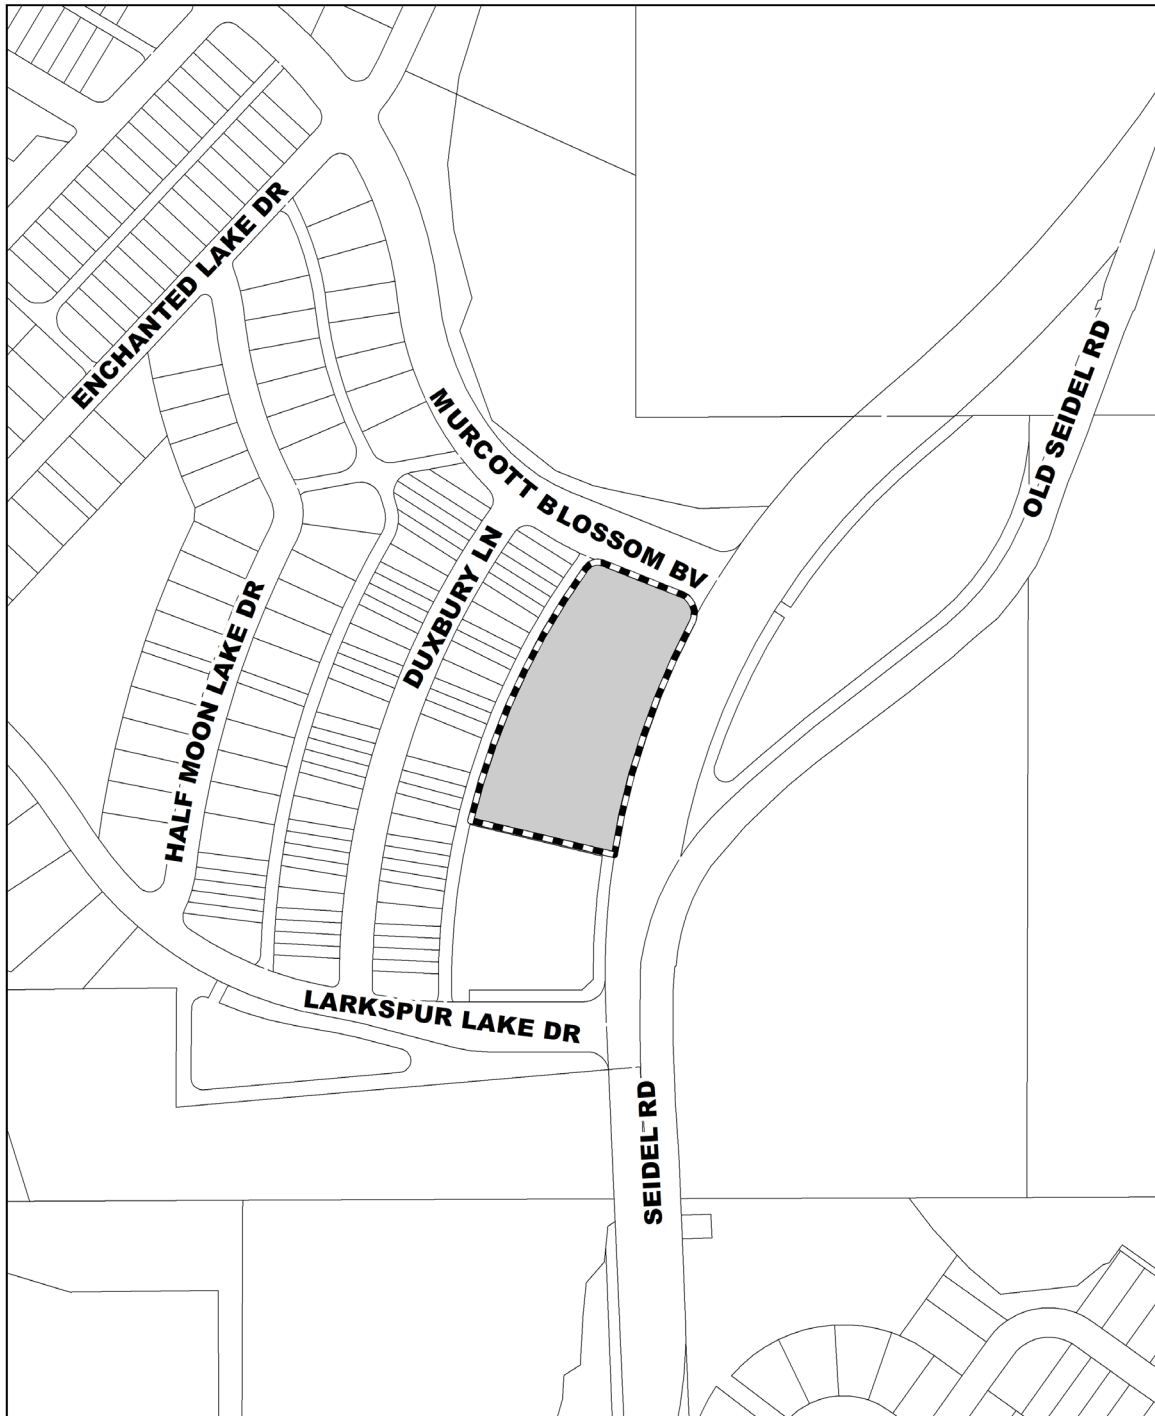 ENCHANTED LAKE DR
OLD SEIDEL RD
MURCOTT BLOSSOM BV
DUXBURY LN
HALF MOON LAKE DR
LARKSPUR LAKE DR
SEIDEL RD